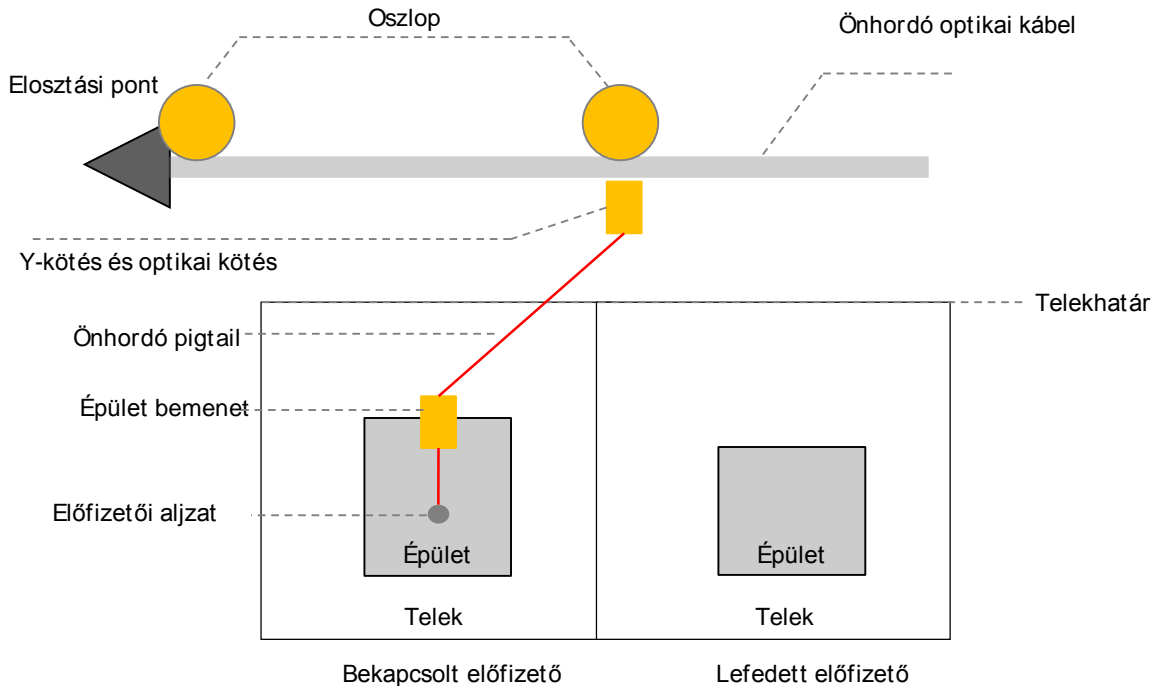 Oszlop
Önhordó optikai kábel
Elosztási pont
Y-kötés és optikai kötés
Telekhatár
Önhordó pigtail
Épület bemenet
Előfizetői aljzat
Épület
Épület
Telek
Telek
Bekapcsolt előfizető
Lefedett előfizető